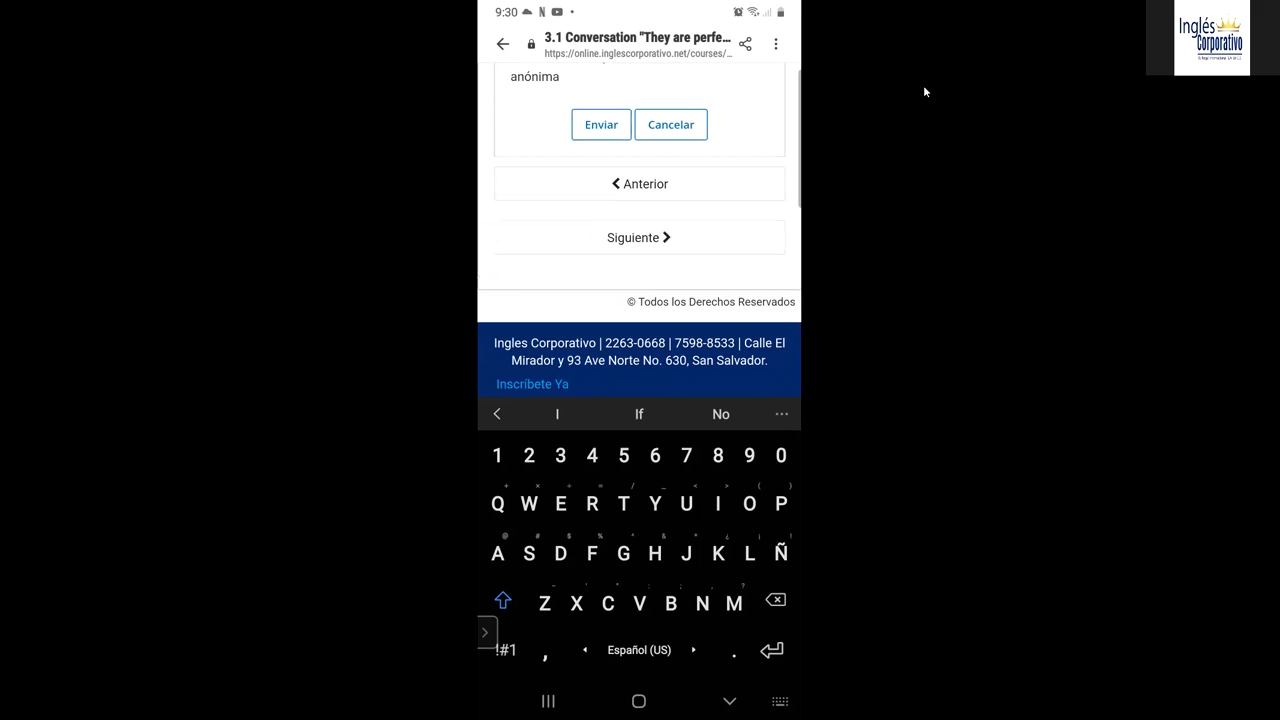 9:30
3.1 Conversation "They are perfe...
https://online.inglescorporativo.net/courses/...
anónima
Enviar
Cancelar
Anterior
Siguiente
© Todos los Derechos Reservados
Ingles Corporativo | 2263-0668 | 7598-8533 | Calle El
Mirador y 93 Ave Norte No. 630, San Salvador.
Inscríbete Ya
I If No
1 2 3 4 5 6 7 8 9 0
Q W E R T Y U I O P
A S D F G H J K L Ñ
Z X C V B N M
!#1 , Español (US) .
Inglés
Corporativo